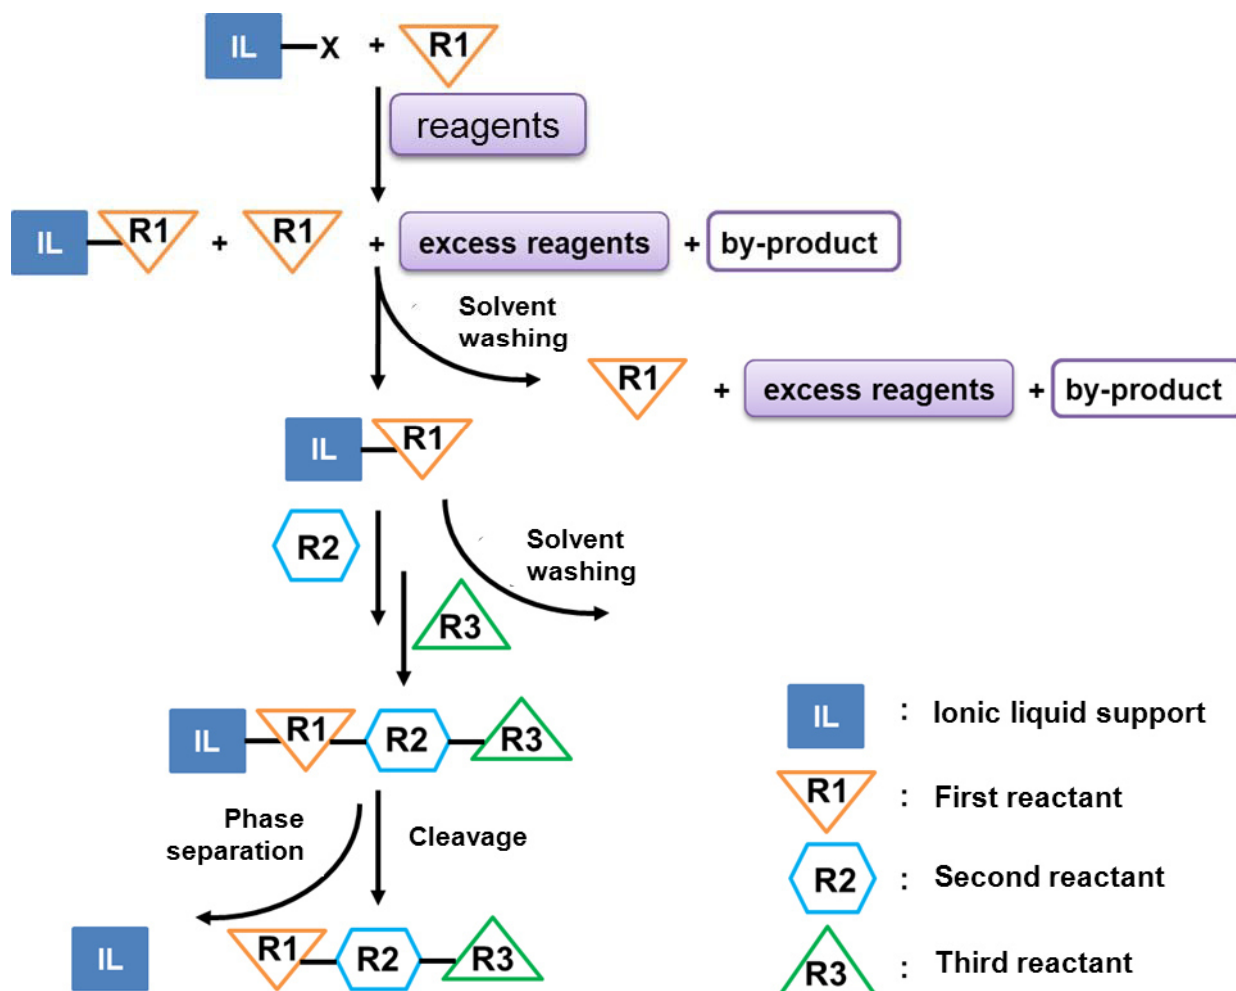 IL X + R1
reagents
IL R1 + R1 + excess reagents + by-product
Solvent
washing
R1 + excess reagents + by-product
IL R1
R2
Solvent
washing
R3
IL R1 R2 R3
Phase
separation
Cleavage
IL R1 R2 R3
IL : Ionic liquid support
R1 : First reactant
R2 : Second reactant
R3 : Third reactant